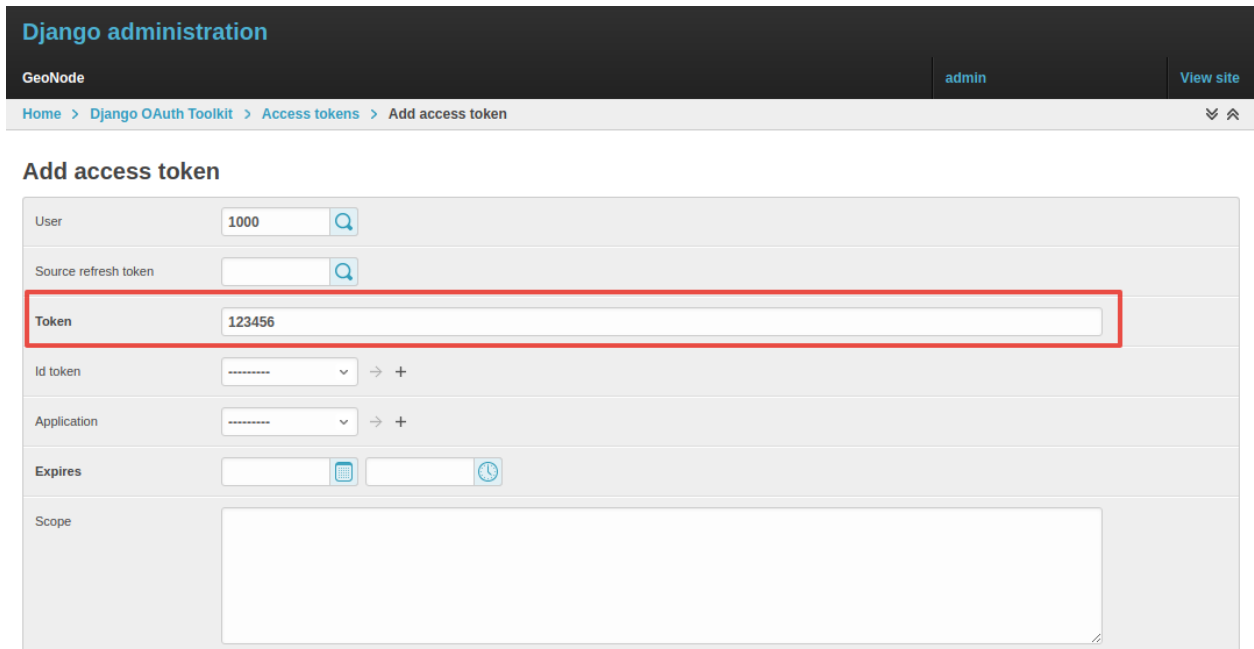 Django administration
GeoNode admin View site
Home > Django OAuth Toolkit > Access tokens > Add access token
Add access token
User 1000
Source refresh token
Token 123456
Id token ---------
Application ---------
Expires
Scope